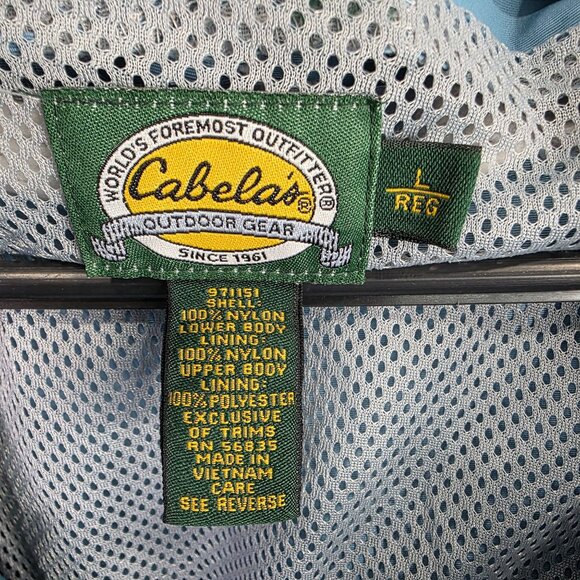 WORLD'S FOREMOST OUTFITTER®
Cabela's®
OUTDOOR GEAR
SINCE 1961
L
REG
971151
SHELL:
100% NYLON
LOWER BODY
LINING:
100% NYLON
UPPER BODY
LINING:
100% POLYESTER
EXCLUSIVE
OF TRIMS
RN 56835
MADE IN
VIETNAM
CARE
SEE REVERSE